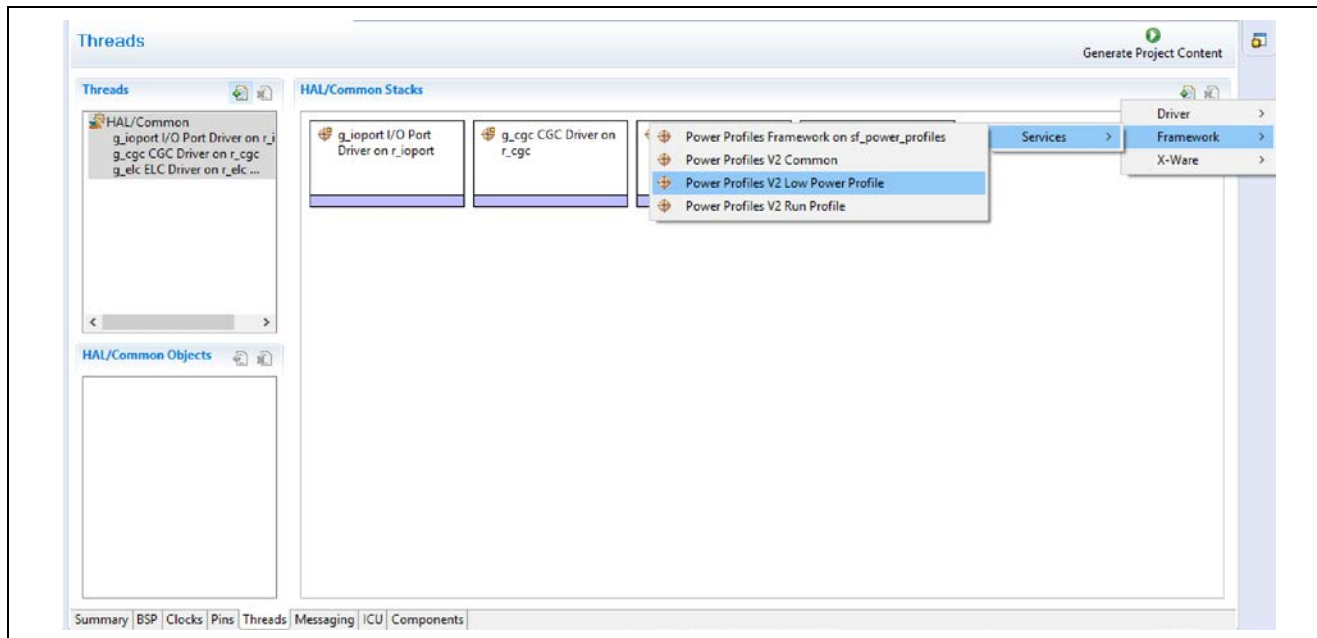 Threads
Generate Project Content
Threads
HAL/Common Stacks
HAL/Common
g_ioport I/O Port Driver on r_i
g_cgc CGC Driver on r_cgc
g_elc ELC Driver on r_elc ...
g_ioport I/O Port
Driver on r_ioport
g_cgc CGC Driver on
r_cgc
Power Profiles Framework on sf_power_profiles
Power Profiles V2 Common
Power Profiles V2 Low Power Profile
Power Profiles V2 Run Profile
Services
Driver
Framework
X-Ware
HAL/Common Objects
Summary BSP Clocks Pins Threads Messaging ICU Components